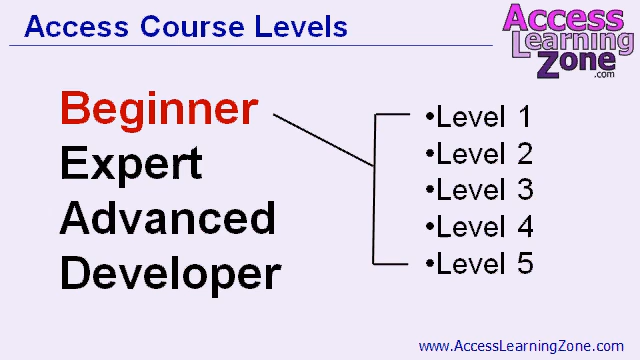 Access Course Levels
Access
Learning
Zone
.com
Beginner
Expert
Advanced
Developer
•Level 1
•Level 2
•Level 3
•Level 4
•Level 5
www.AccessLearningZone.com